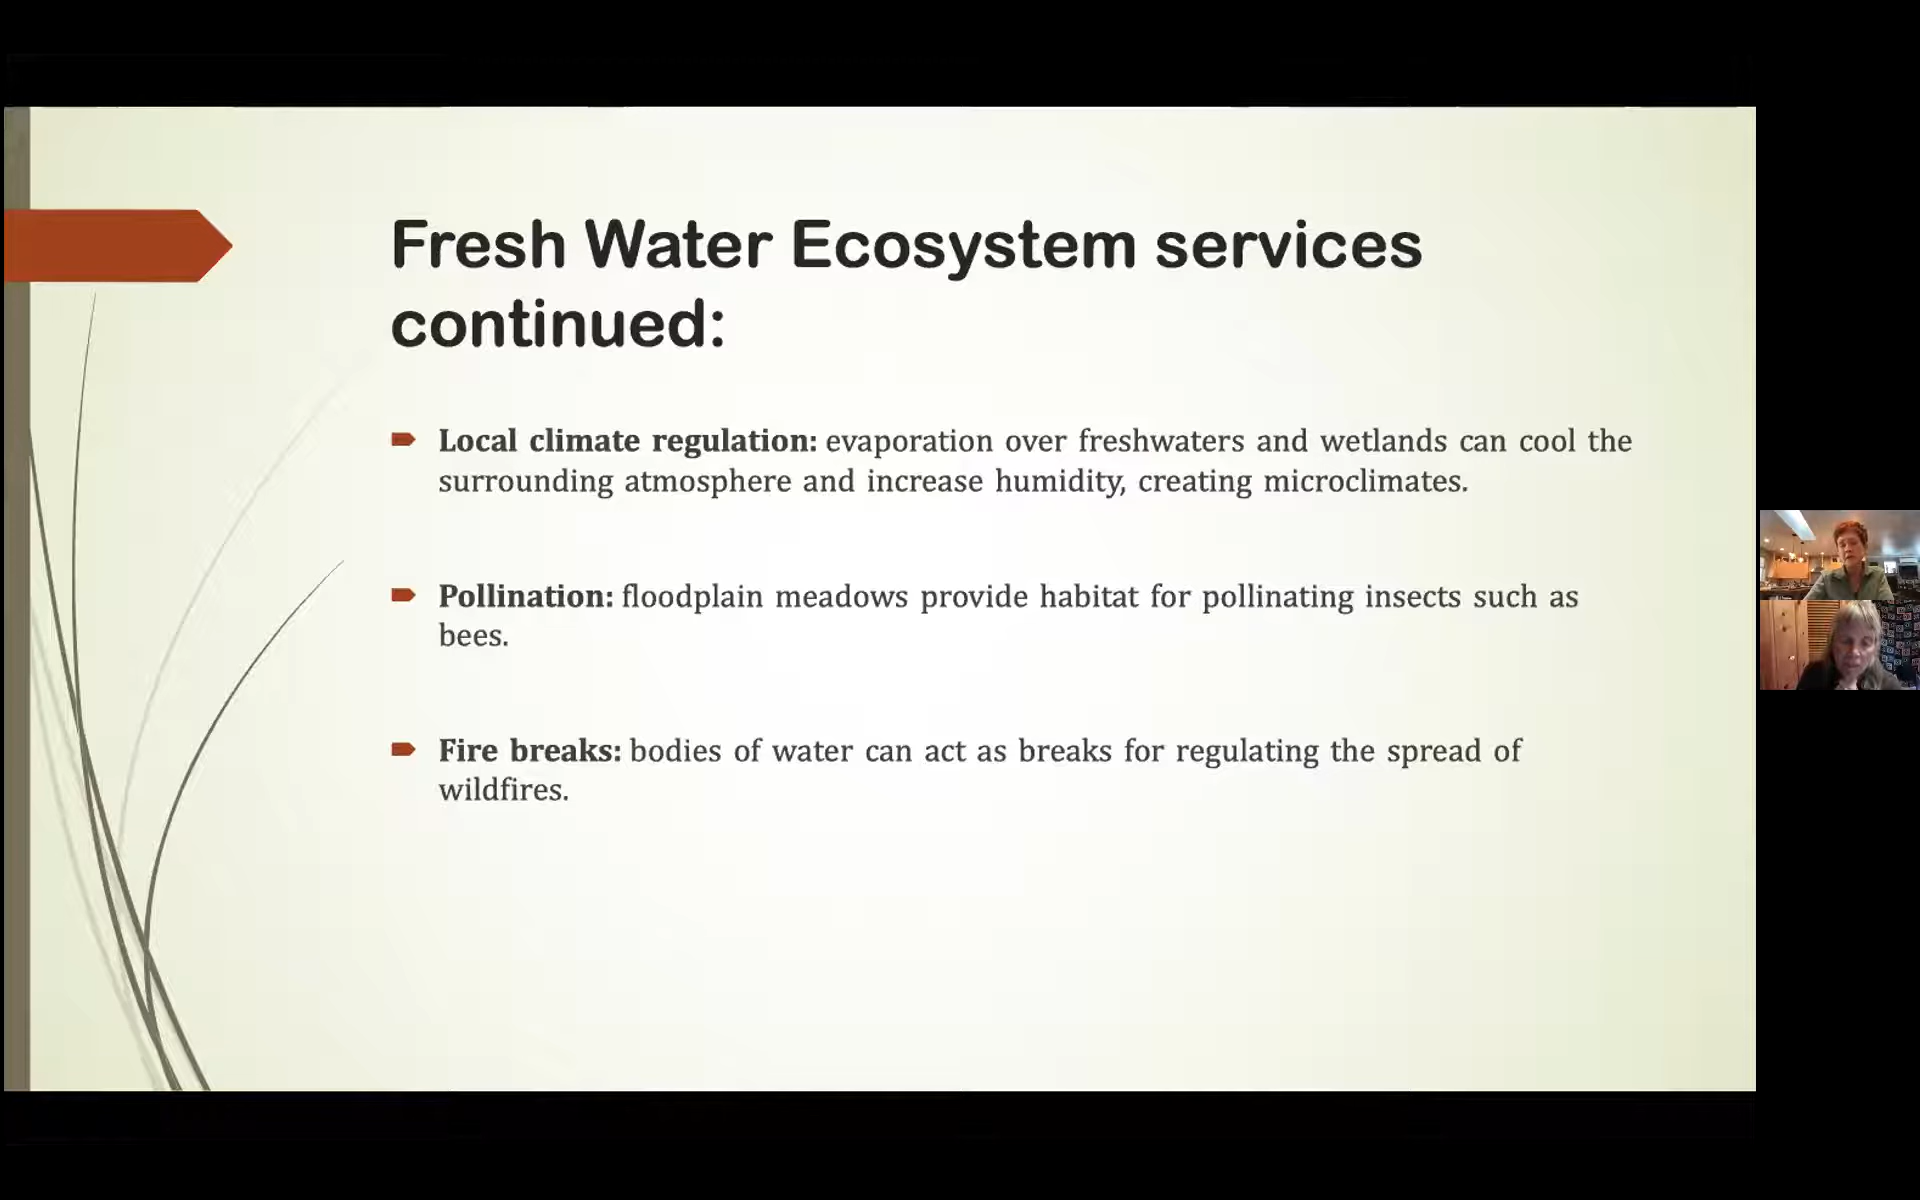 Fresh Water Ecosystem services
continued:
Local climate regulation: evaporation over freshwaters and wetlands can cool the
surrounding atmosphere and increase humidity, creating microclimates.
Pollination: floodplain meadows provide habitat for pollinating insects such as
bees.
Fire breaks: bodies of water can act as breaks for regulating the spread of
wildfires.